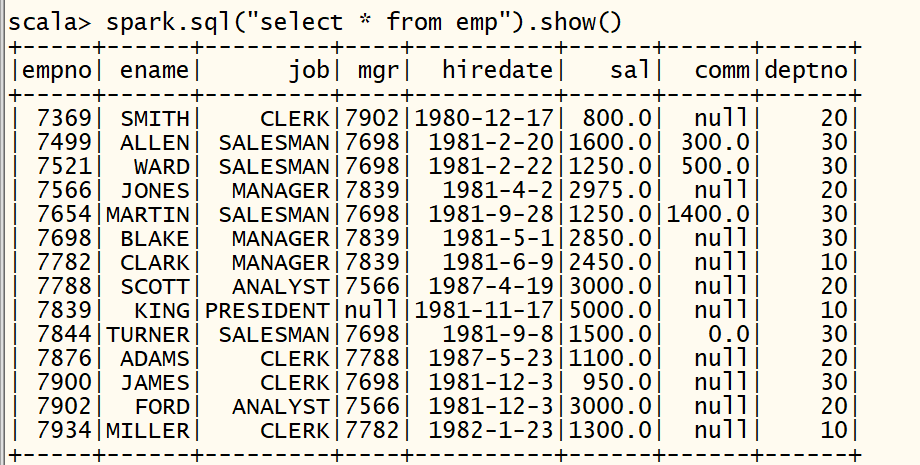 scala> spark.sql("select * from emp").show()
+-----+------+---------+----+----------+------+------+------+
|empno| ename|      job| mgr|  hiredate|   sal|  comm|deptno|
+-----+------+---------+----+----------+------+------+------+
| 7369| SMITH|    CLERK|7902|1980-12-17| 800.0|  null|    20|
| 7499| ALLEN| SALESMAN|7698| 1981-2-20|1600.0| 300.0|    30|
| 7521|  WARD| SALESMAN|7698| 1981-2-22|1250.0| 500.0|    30|
| 7566| JONES|  MANAGER|7839|  1981-4-2|2975.0|  null|    20|
| 7654|MARTIN| SALESMAN|7698| 1981-9-28|1250.0|1400.0|    30|
| 7698| BLAKE|  MANAGER|7839|  1981-5-1|2850.0|  null|    30|
| 7782| CLARK|  MANAGER|7839|  1981-6-9|2450.0|  null|    10|
| 7788| SCOTT|  ANALYST|7566| 1987-4-19|3000.0|  null|    20|
| 7839|  KING|PRESIDENT|null|1981-11-17|5000.0|  null|    10|
| 7844|TURNER| SALESMAN|7698|  1981-9-8|1500.0|   0.0|    30|
| 7876| ADAMS|    CLERK|7788| 1987-5-23|1100.0|  null|    20|
| 7900| JAMES|    CLERK|7698| 1981-12-3| 950.0|  null|    30|
| 7902|  FORD|  ANALYST|7566| 1981-12-3|3000.0|  null|    20|
| 7934|MILLER|    CLERK|7782| 1982-1-23|1300.0|  null|    10|
+-----+------+---------+----+----------+------+------+------+